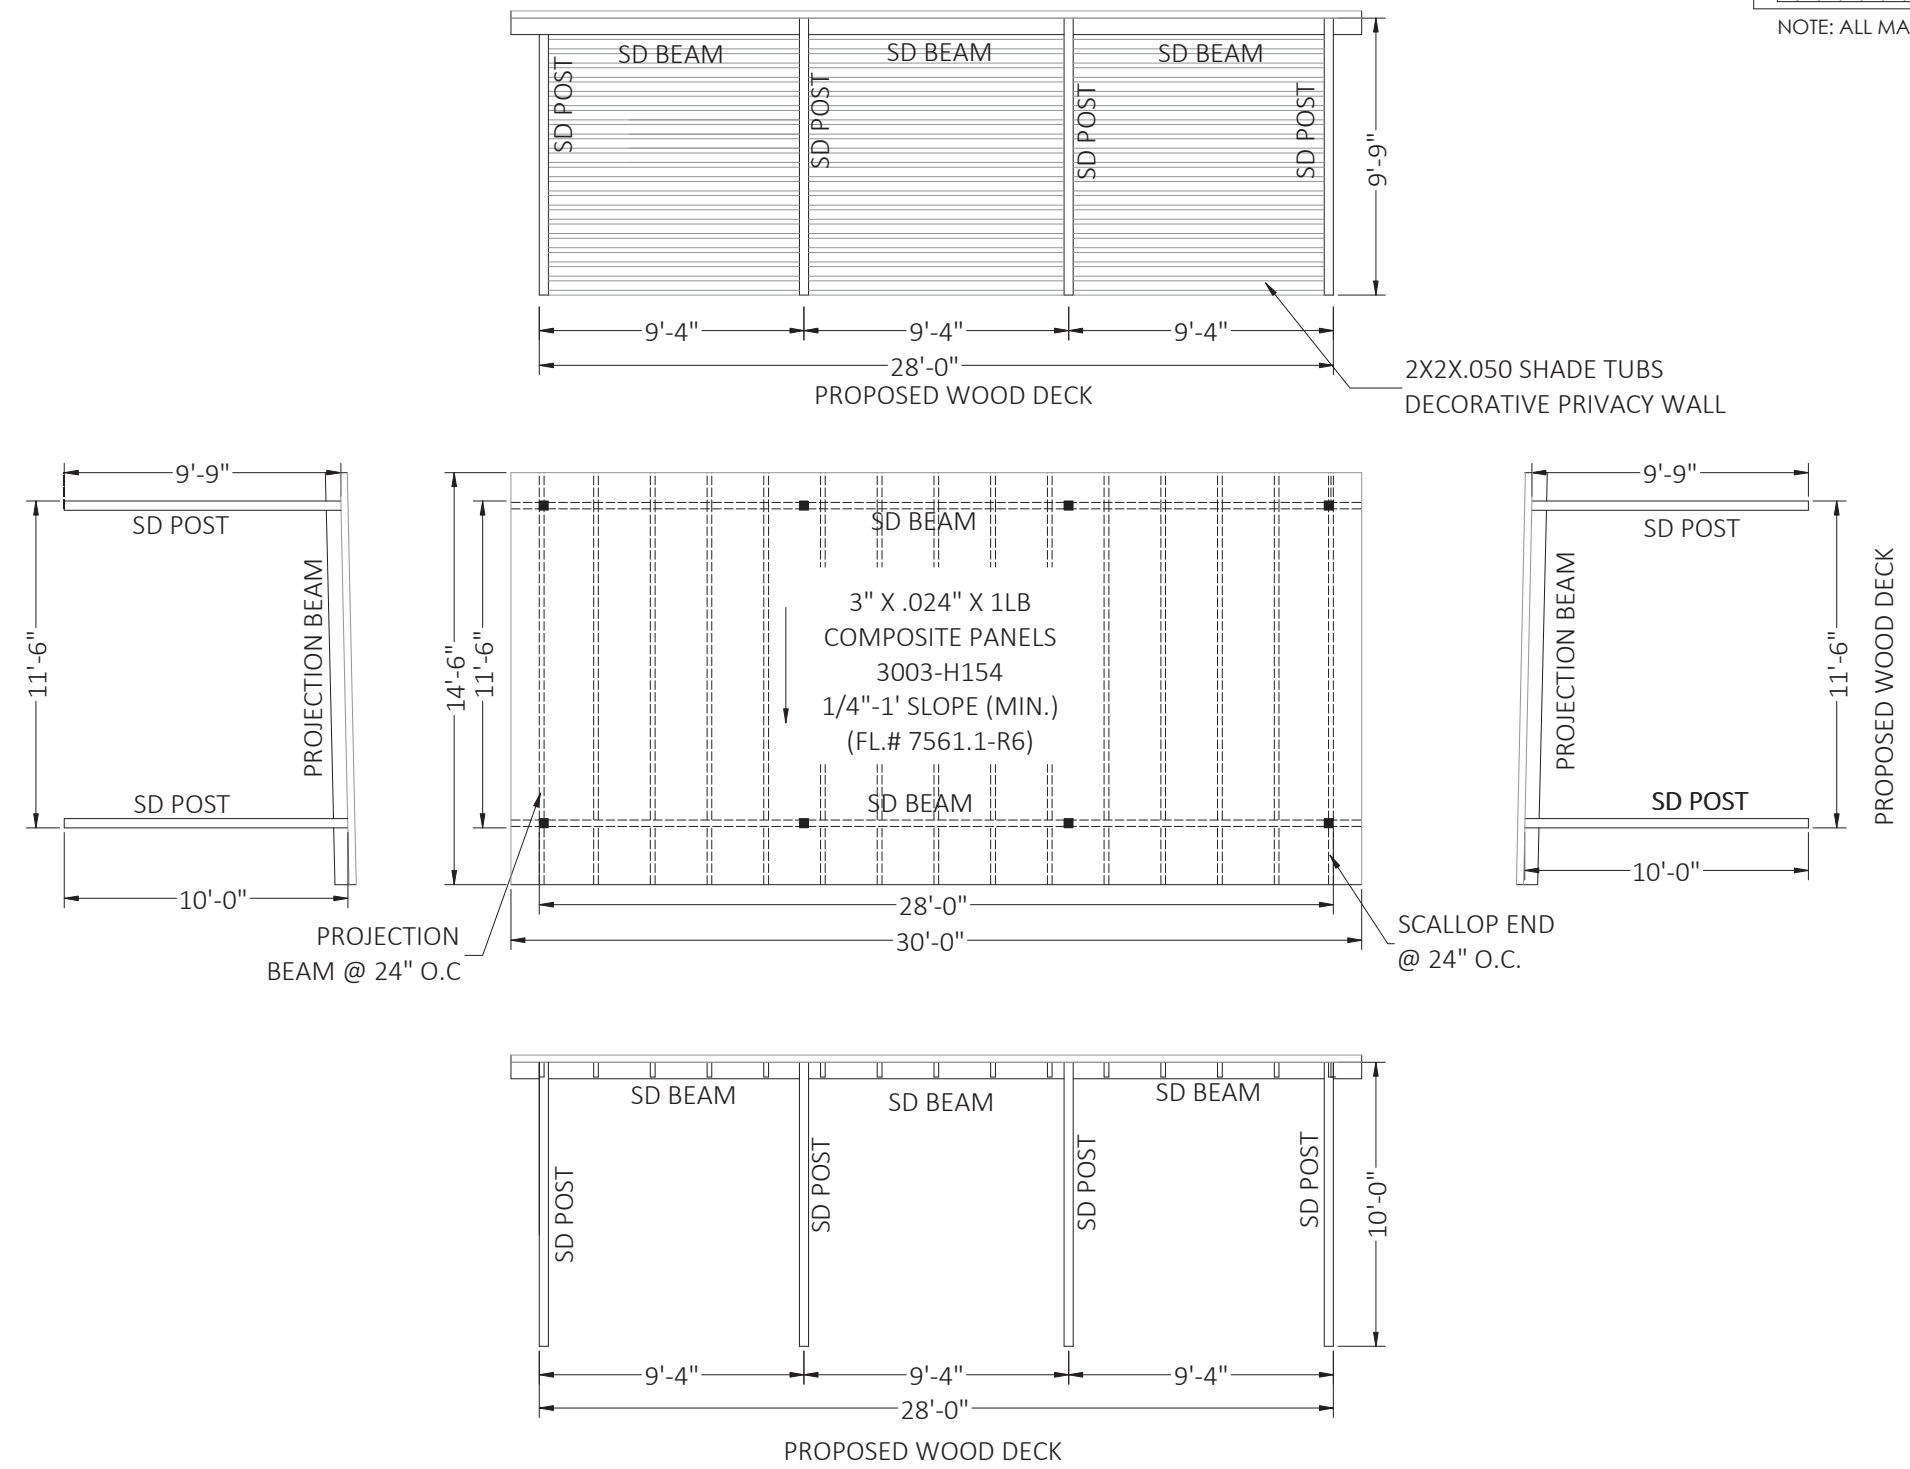 NOTE: ALL MA
SD BEAM
SD BEAM
SD BEAM
SD POST
SD POST
SD POST
SD POST
9'-9"
9'-4"
9'-4"
9'-4"
28'-0"
PROPOSED WOOD DECK
2X2X.050 SHADE TUBS
DECORATIVE PRIVACY WALL
9'-9"
SD POST
PROJECTION BEAM
11'-6"
SD POST
10'-0"
14'-6"
11'-6"
SD BEAM
3" X .024" X 1LB
COMPOSITE PANELS
3003-H154
1/4"-1' SLOPE (MIN.)
(FL.# 7561.1-R6)
SD BEAM
28'-0"
30'-0"
PROJECTION
BEAM @ 24" O.C
SCALLOP END
@ 24" O.C.
9'-9"
SD POST
PROJECTION BEAM
11'-6"
PROPOSED WOOD DECK
SD POST
10'-0"
SD BEAM
SD BEAM
SD BEAM
SD POST
SD POST
SD POST
SD POST
10'-0"
9'-4"
9'-4"
9'-4"
28'-0"
PROPOSED WOOD DECK